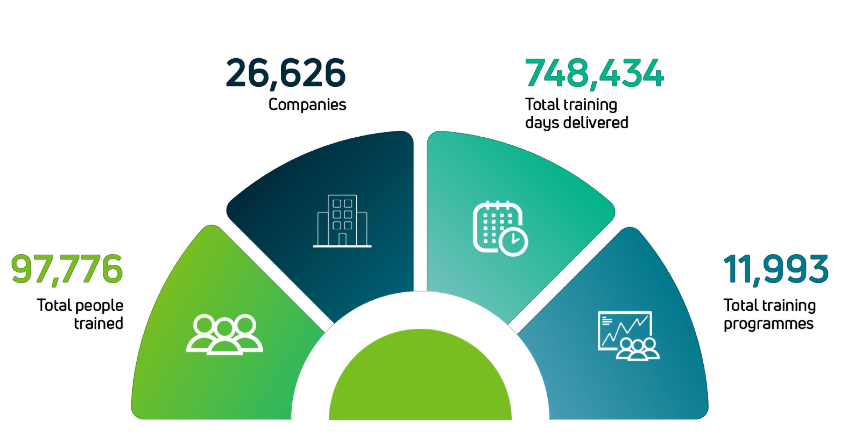 26,626
Companies
748,434
Total training
days delivered
97,776
Total people
trained
11,993
Total training
programmes